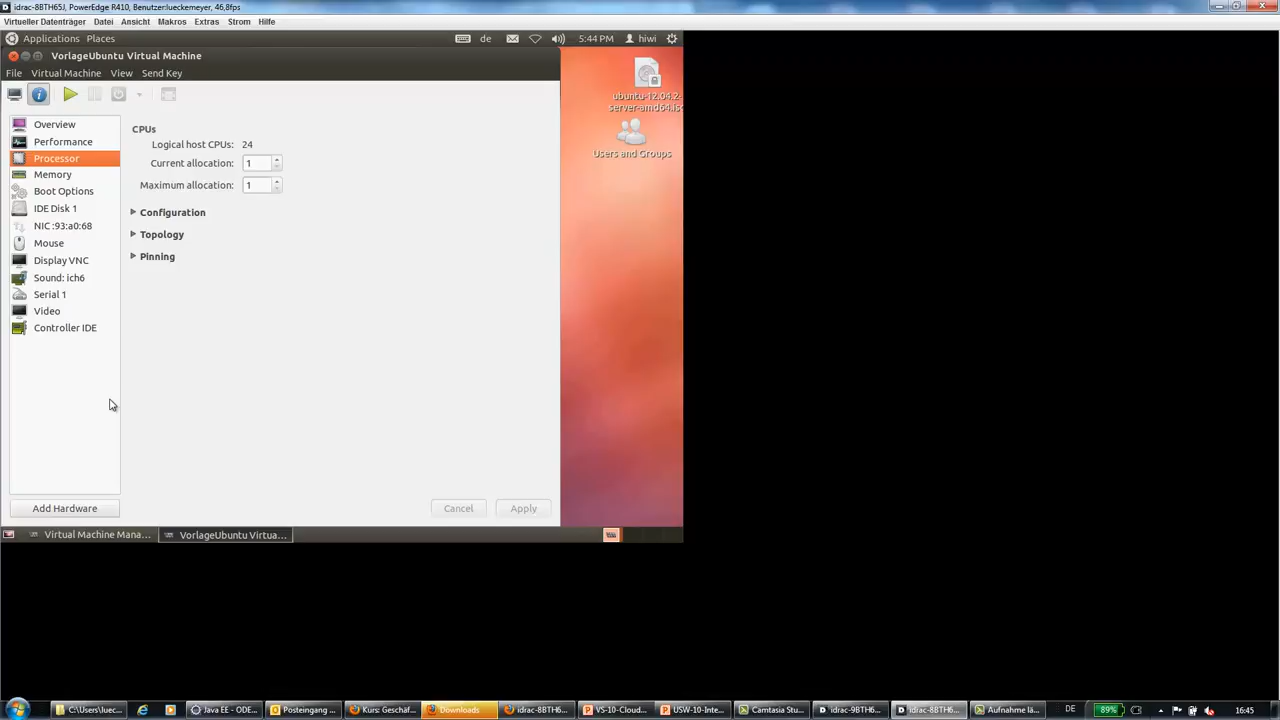 idrac-8BTH65J, PowerEdge R410, Benutzer:lueckemeyer, 46,8fps
Virtueller Datenträger Datei Ansicht Makros Extras Strom Hilfe
Applications Places de 5:44 PM hiwi
VorlageUbuntu Virtual Machine
File Virtual Machine View Send Key
Overview
Performance
Processor
Memory
Boot Options
IDE Disk 1
NIC :93:a0:68
Mouse
Display VNC
Sound: ich6
Serial 1
Video
Controller IDE
Add Hardware
CPUs
Logical host CPUs: 24
Current allocation: 1
Maximum allocation: 1
Configuration
Topology
Pinning
Cancel Apply
ubuntu-12.04.2-
server-amd64.iso
Users and Groups
Virtual Machine Mana... VorlageUbuntu Virtua...
C:\Users\luec... Java EE - ODE... Posteingang ... Kurs: Geschäf... Downloads idrac-8BTH6... VS-10-Cloud... USW-10-Inte... Camtasia Stu... idrac-9BTH6... idrac-8BTH6... Aufnahme lä... DE 89% 16:45